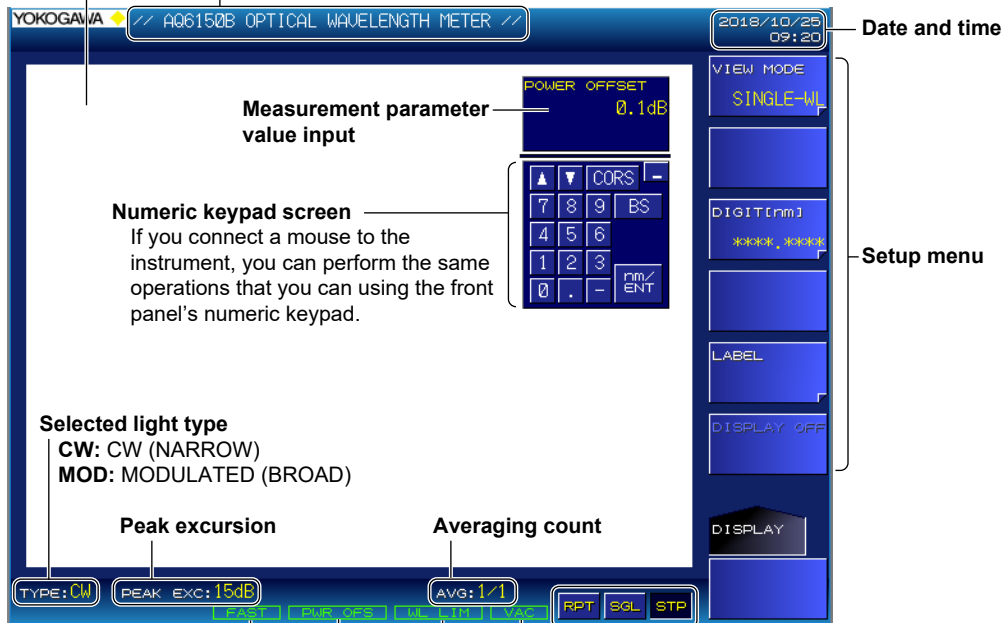 YOKOGAWA // AQ6150B OPTICAL WAVELENGTH METER //
2018/10/25
09:20
Date and time
VIEW MODE
SINGLE-WL
POWER OFFSET
0.1dB
Measurement parameter
value input
▲ ▼ CORS –
7 8 9 BS
4 5 6
1 2 3 nm/
ENT
0 . -
Numeric keypad screen
If you connect a mouse to the
instrument, you can perform the same
operations that you can using the front
panel's numeric keypad.
DIGIT[nm]
****.****
Setup menu
LABEL
DISPLAY OFF
Selected light type
CW: CW (NARROW)
MOD: MODULATED (BROAD)
Peak excursion
Averaging count
DISPLAY
TYPE:CW PEAK EXC:15dB AVG:1/1
FAST PWR OFS WL LIM VAC
RPT SGL STP